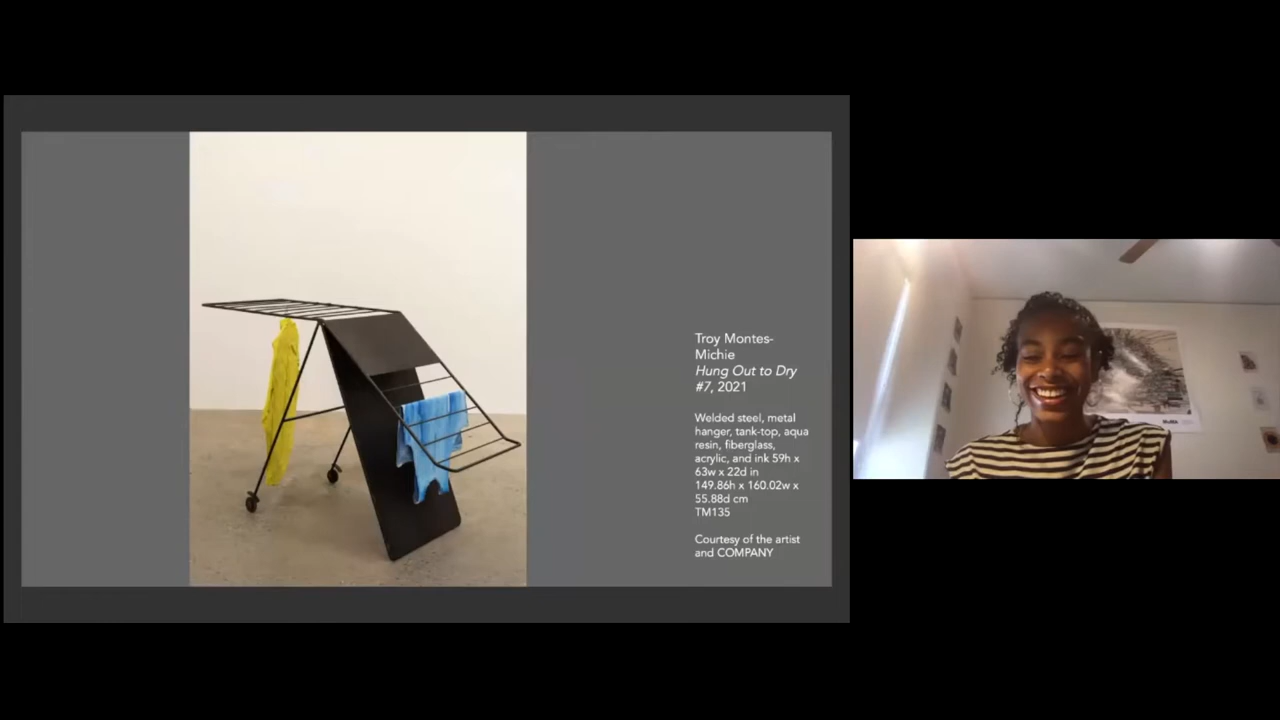 Troy Montes-
Michie
Hung Out to Dry
#7, 2021
Welded steel, metal
hanger, tank-top, aqua
resin, fiberglass,
acrylic, and ink 59h x
63w x 22d in
149.86h x 160.02w x
55.88d cm
TM135
Courtesy of the artist
and COMPANY